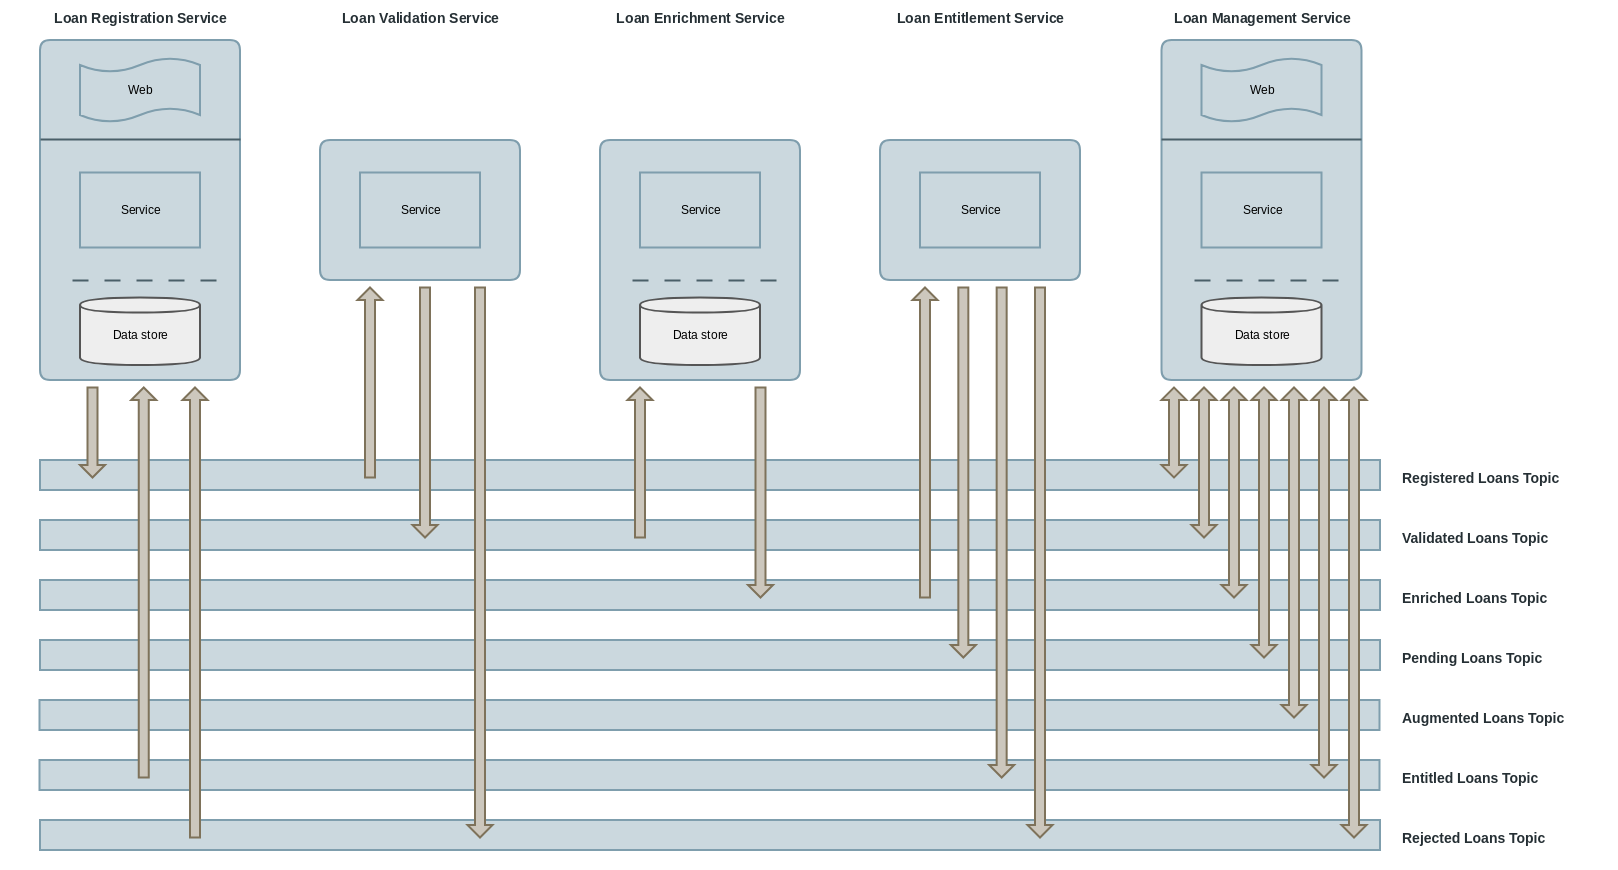 Loan Registration Service
Loan Validation Service
Loan Enrichment Service
Loan Entitlement Service
Loan Management Service
Web
Web
Service
Service
Service
Service
Service
Data store
Data store
Data store
Registered Loans Topic
Validated Loans Topic
Enriched Loans Topic
Pending Loans Topic
Augmented Loans Topic
Entitled Loans Topic
Rejected Loans Topic